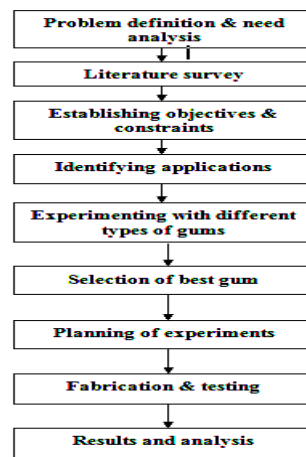 Problem definition & need
analysis
Literature survey
Establishing objectives &
constraints
Identifying applications
Experimenting with different
types of gums
Selection of best gum
Planning of experiments
Fabrication & testing
Results and analysis